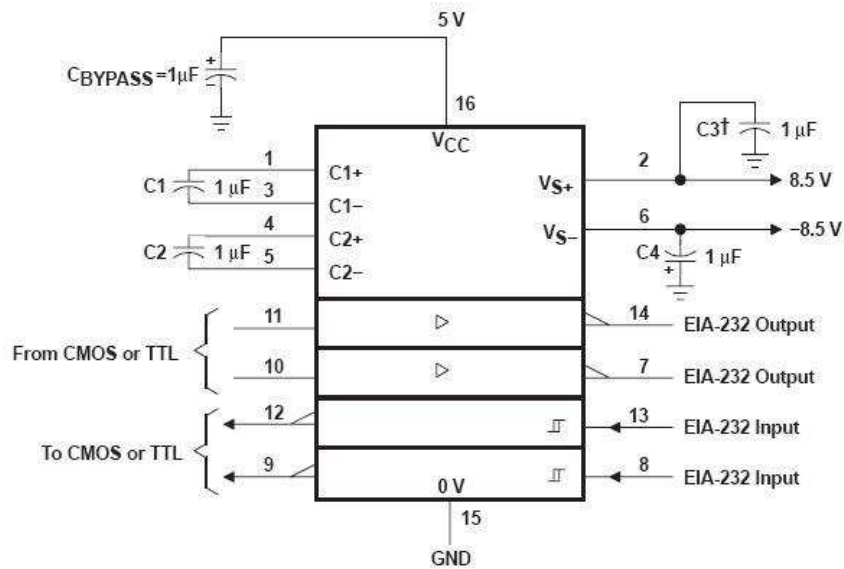 5 V
CBYPASS=1µF
+
–
16
VCC
C3† 1 µF
1
C1+
2
VS+
8.5 V
C1 1 µF
3
C1–
4
C2+
6
VS–
–8.5 V
C2 1 µF
5
C2–
C4 1 µF
+
11
14
EIA-232 Output
From CMOS or TTL
10
7
EIA-232 Output
12
13
EIA-232 Input
To CMOS or TTL
9
8
EIA-232 Input
0 V
15
GND